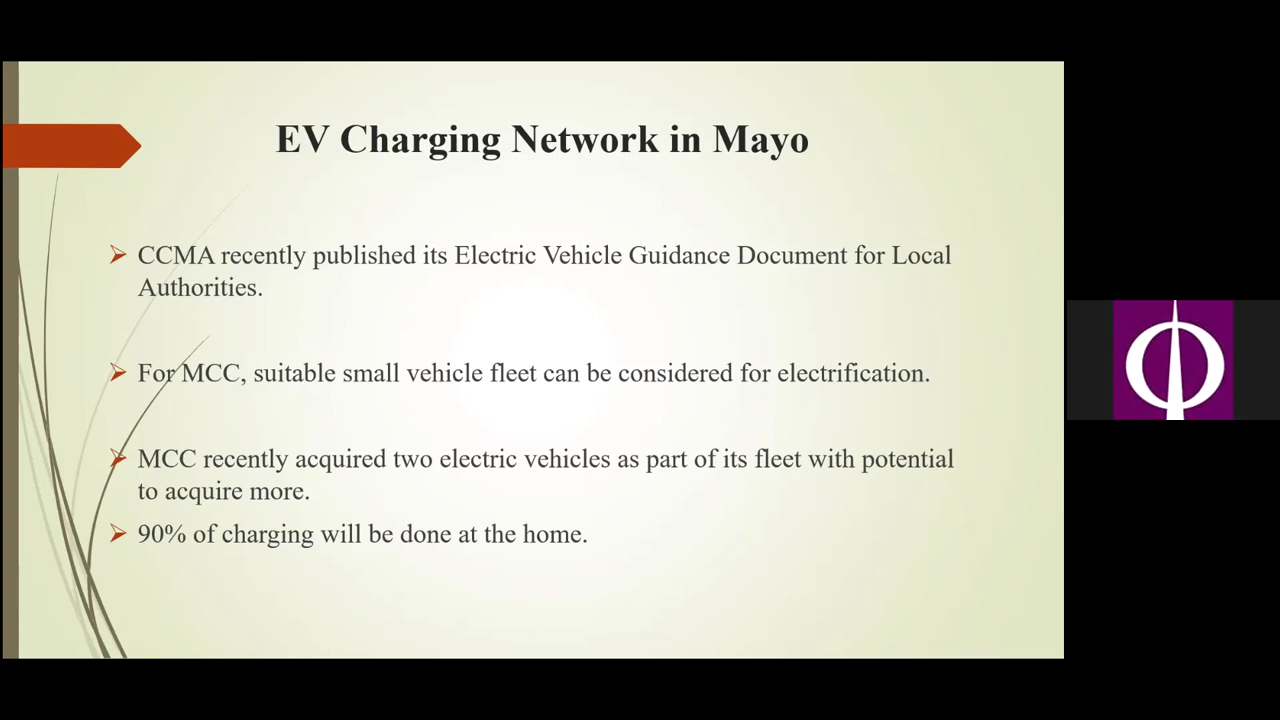 EV Charging Network in Mayo
CCMA recently published its Electric Vehicle Guidance Document for Local
Authorities.
For MCC, suitable small vehicle fleet can be considered for electrification.
MCC recently acquired two electric vehicles as part of its fleet with potential
to acquire more.
90% of charging will be done at the home.